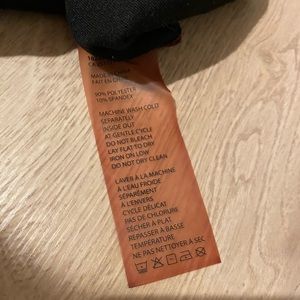 MADE IN
FAIT EN
90% POLYESTER
10% SPANDEX
MACHINE WASH COLD
SEPARATELY
INSIDE OUT
AT GENTLE CYCLE
DO NOT BLEACH
LAY FLAT TO DRY
IRON ON LOW
DO NOT DRY CLEAN
LAVER À LA MACHINE
À L'EAU FROIDE
SÉPARÉMENT
À L'ENVERS
CYCLE DÉLICAT
PAS DE CHLORURE
SÉCHER À PLAT
REPASSER À BASSE
TEMPÉRATURE
NE PAS NETTOYER À SEC